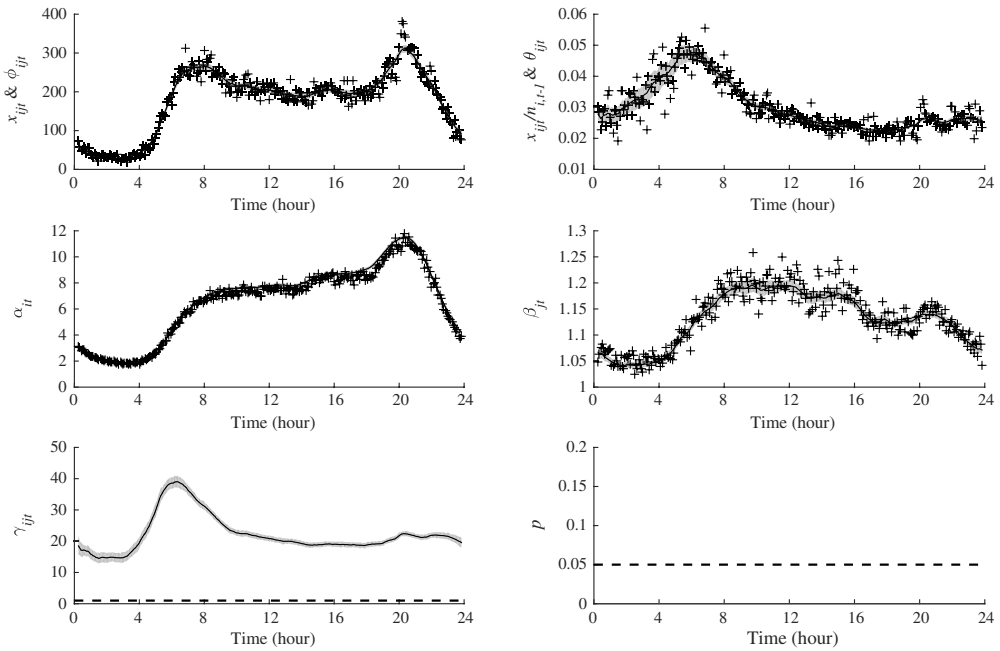 x_ijt & ϕ_ijt
400
300
200
100
0
0 4 8 12 16 20 24
Time (hour)
x_ijt/n_i,t-1 & θ_ijt
0.06
0.05
0.04
0.03
0.02
0.01
0 4 8 12 16 20 24
Time (hour)
α_it
12
10
8
6
4
2
0
0 4 8 12 16 20 24
Time (hour)
β_jt
1.3
1.25
1.2
1.15
1.1
1.05
1
0 4 8 12 16 20 24
Time (hour)
γ_ijt
50
40
30
20
10
0
0 4 8 12 16 20 24
Time (hour)
p
0.2
0.15
0.1
0.05
0
0 4 8 12 16 20 24
Time (hour)